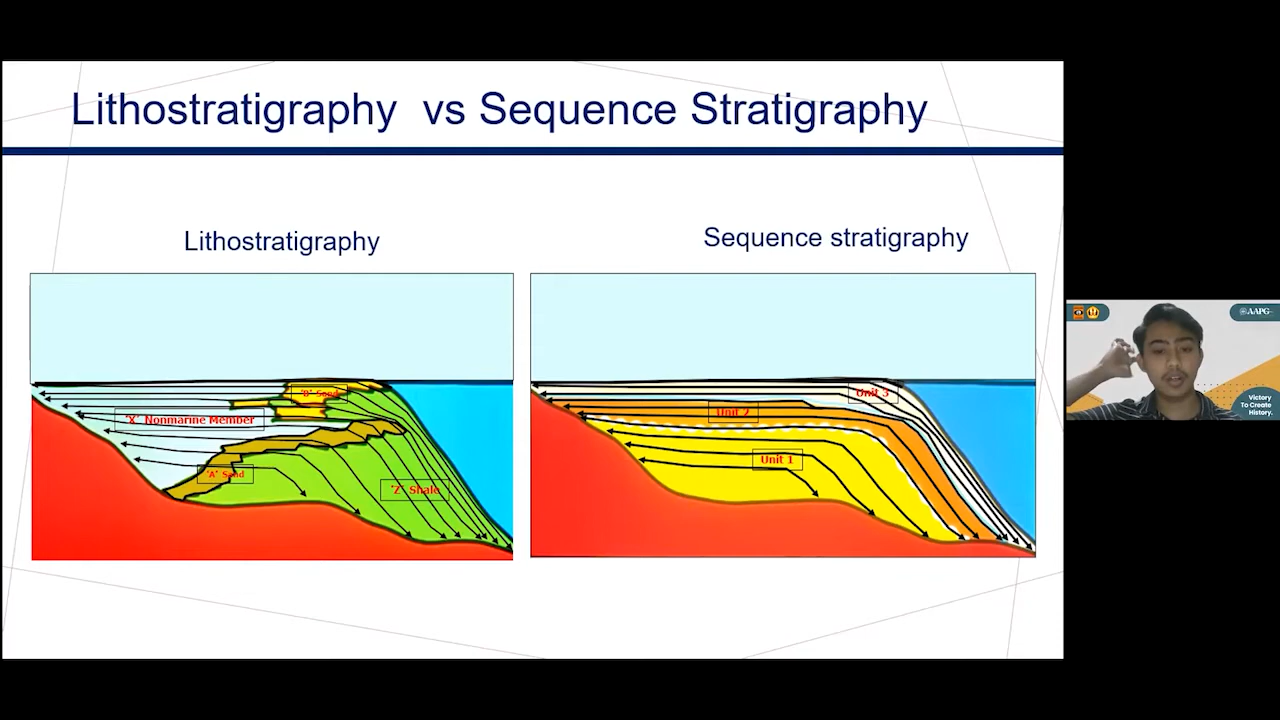 Lithostratigraphy vs Sequence Stratigraphy
Lithostratigraphy
Sequence stratigraphy
'B' Sand
'X' Nonmarine Member
'A' Sand
'Z' Shale
Unit 3
Unit 2
Unit 1
AAPG
Victory
To Create
History.